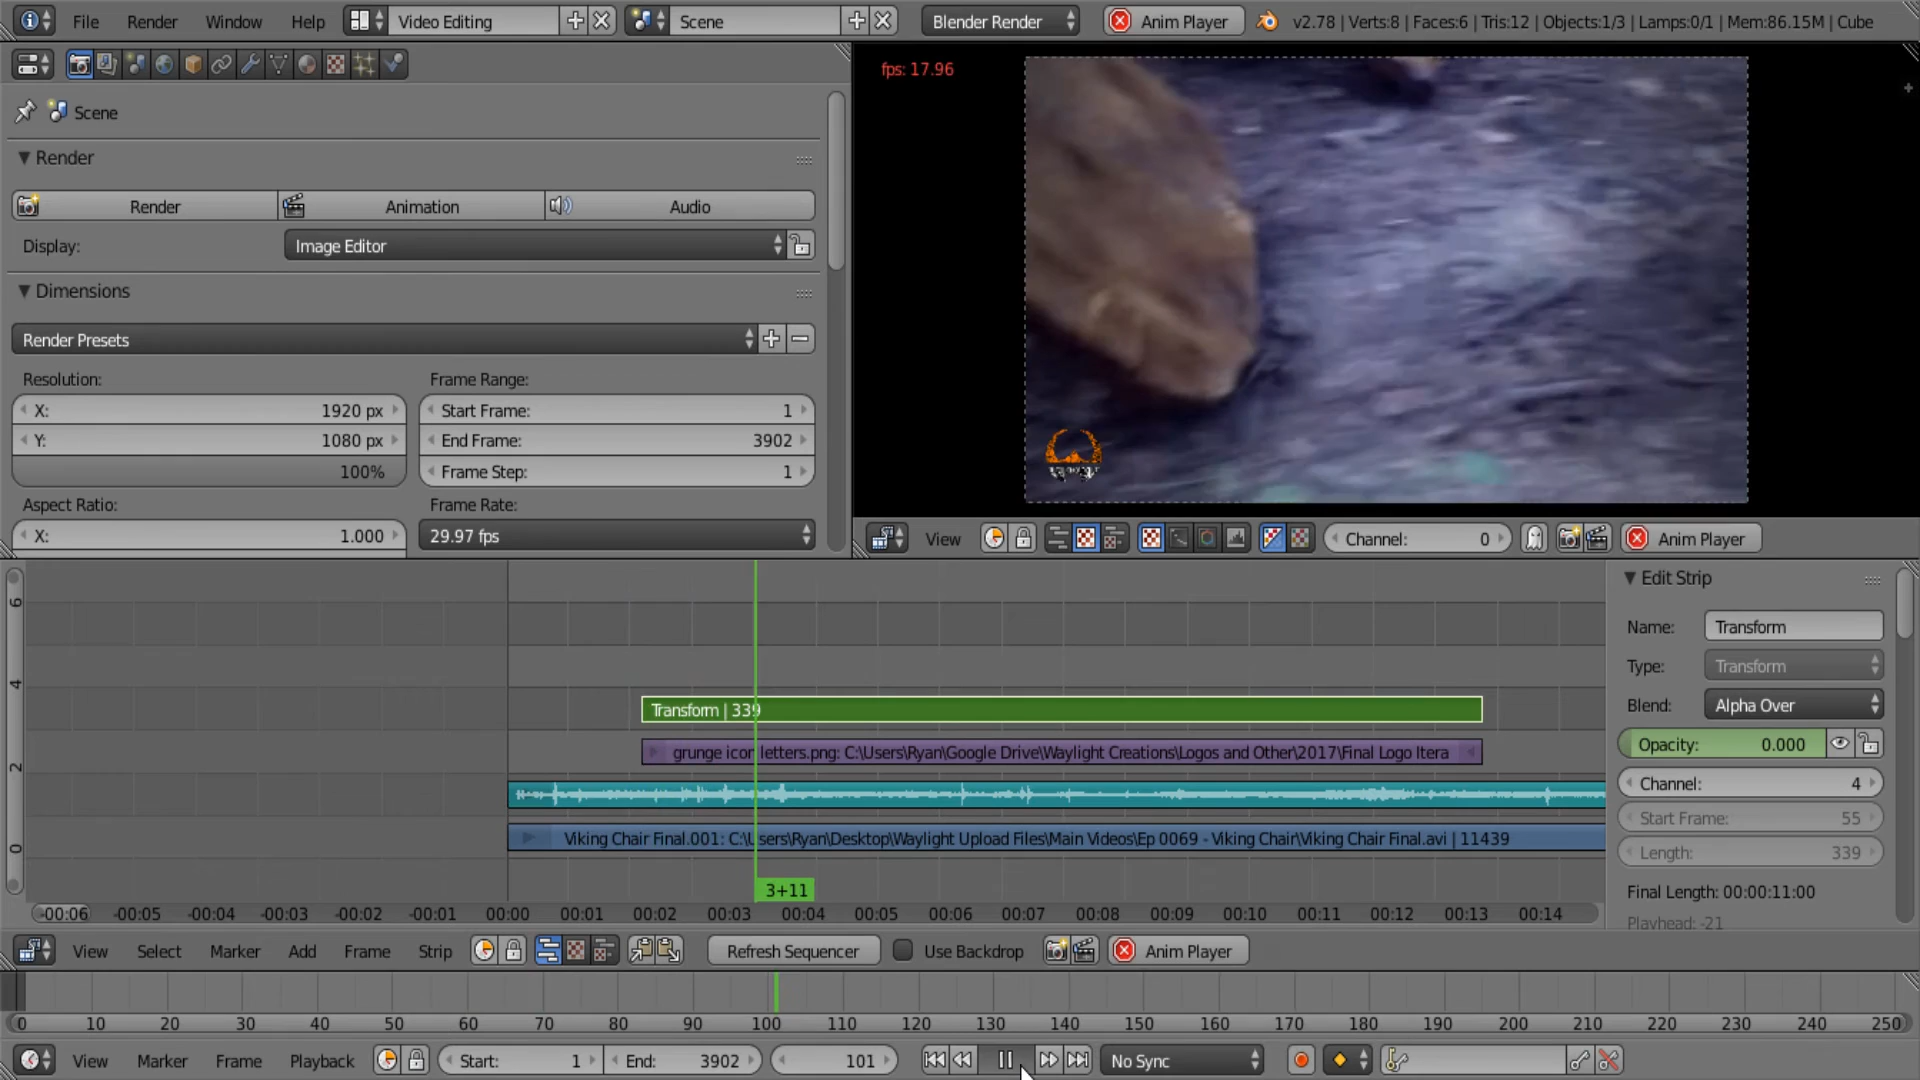 File Render Window Help Video Editing Scene Blender Render Anim Player v2.78 | Verts:8 | Faces:6 | Tris:12 | Objects:1/3 | Lamps:0/1 | Mem:86.15M | Cube
fps: 17.96
Scene
Render
Render Animation Audio
Display: Image Editor
Dimensions
Render Presets
Resolution: Frame Range:
X: 1920 px Start Frame: 1
Y: 1080 px End Frame: 3902
100% Frame Step: 1
Aspect Ratio: Frame Rate:
X: 1.000 29.97 fps
View Channel: 0 Anim Player
6
4
2
0
Transform | 339
grunge icon letters.png: C:\Users\Ryan\Google Drive\Waylight Creations\Logos and Other\2017\Final Logo Itera
Viking Chair Final.001: C:\Users\Ryan\Desktop\Waylight Upload Files\Main Videos\Ep 0069 - Viking Chair\Viking Chair Final.avi | 11439
3+11
-00:06 -00:05 -00:04 -00:03 -00:02 -00:01 00:00 00:01 00:02 00:03 00:04 00:05 00:06 00:07 00:08 00:09 00:10 00:11 00:12 00:13 00:14
Edit Strip
Name: Transform
Type: Transform
Blend: Alpha Over
Opacity: 0.000
Channel: 4
Start Frame: 55
Length: 339
Final Length: 00:00:11:00
Playhead: -21
View Select Marker Add Frame Strip Refresh Sequencer Use Backdrop Anim Player
0 10 20 30 40 50 60 70 80 90 100 110 120 130 140 150 160 170 180 190 200 210 220 230 240 250
View Marker Frame Playback Start: 1 End: 3902 101 No Sync